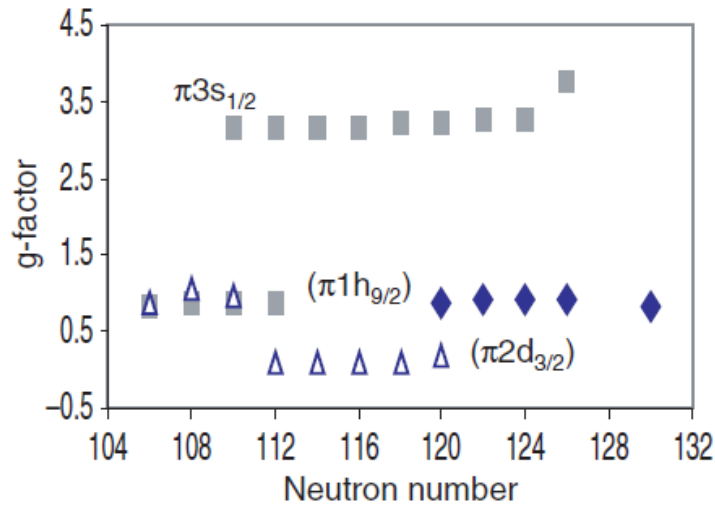 4.5
3.5
2.5
1.5
0.5
–0.5
g-factor
π3s1/2
(π1h9/2)
(π2d3/2)
104 108 112 116 120 124 128 132
Neutron number